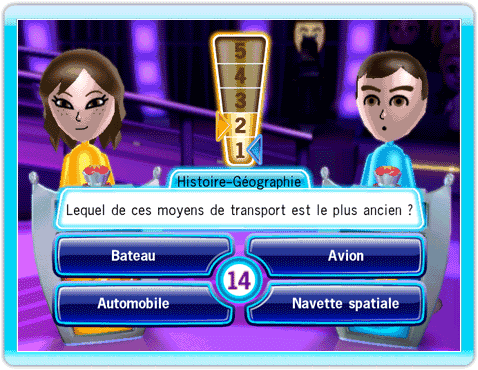 5
4
3
2
1
Histoire-Géographie
Lequel de ces moyens de transport est le plus ancien ?
Bateau
Avion
14
Automobile
Navette spatiale